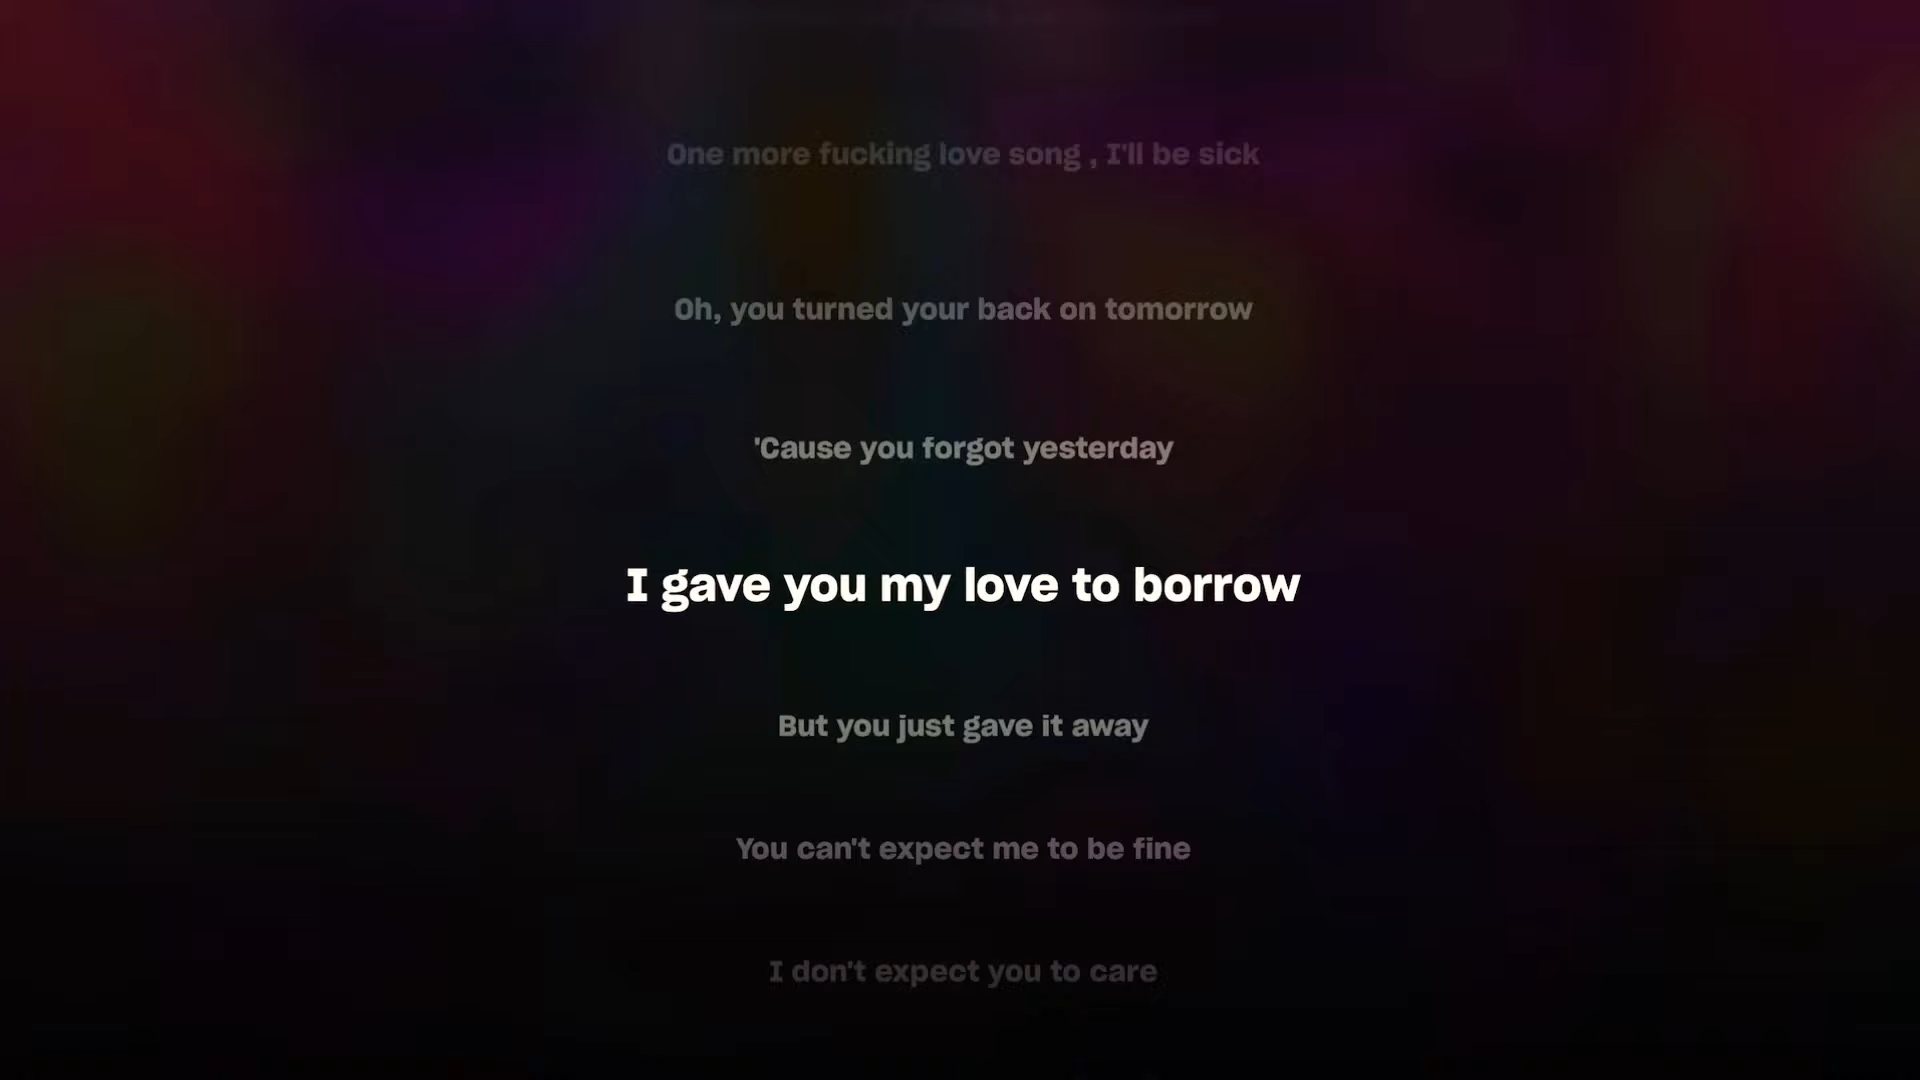 One more fucking love song , I'll be sick
Oh, you turned your back on tomorrow
'Cause you forgot yesterday
I gave you my love to borrow
But you just gave it away
You can't expect me to be fine
I don't expect you to care